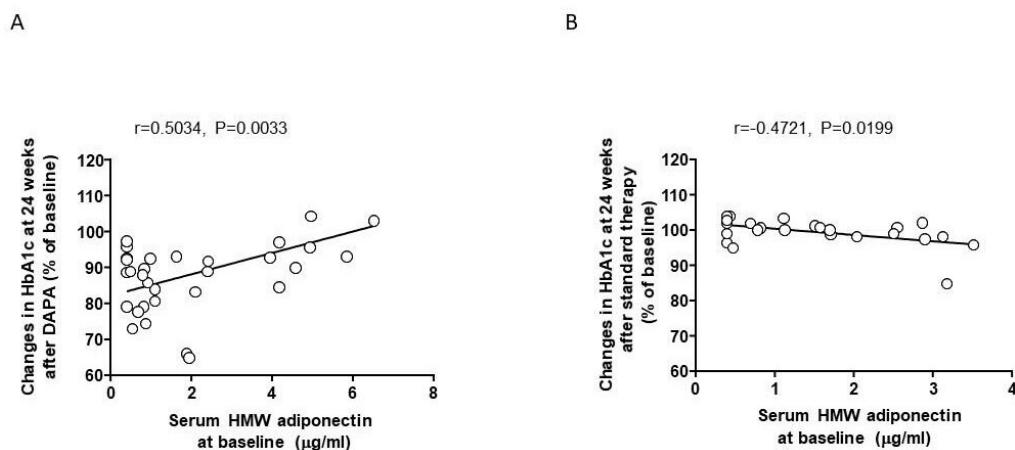 A
r=0.5034, P=0.0033
Changes in HbA1c at 24 weeks
after DAPA (% of baseline)
120
110
100
90
80
70
60
0
2
4
6
8
Serum HMW adiponectin
at baseline (μg/ml)
B
r=-0.4721, P=0.0199
Changes in HbA1c at 24 weeks
after standard therapy
(% of baseline)
120
110
100
90
80
70
60
0
1
2
3
4
Serum HMW adiponectin
at baseline (μg/ml)